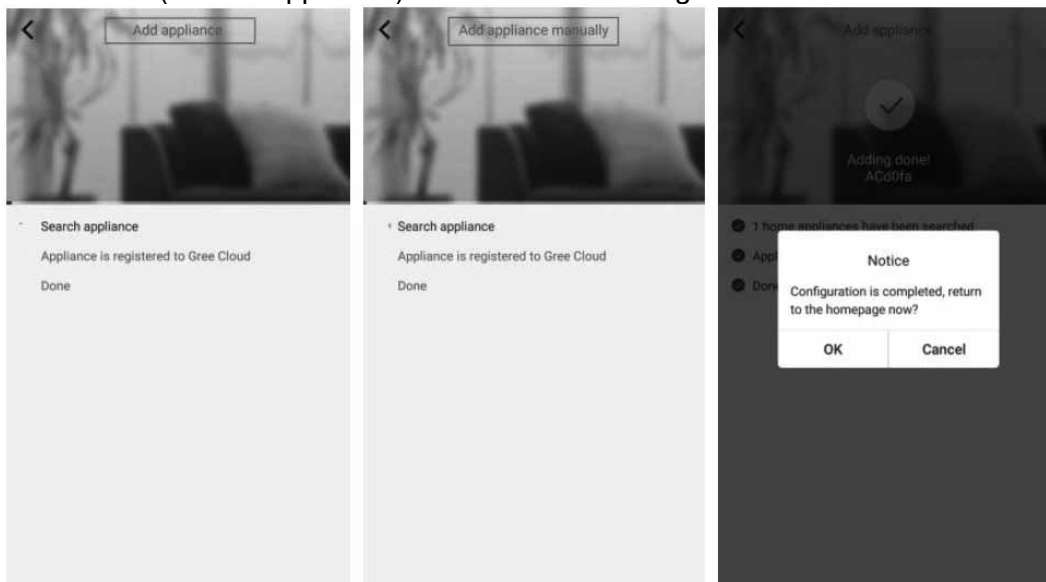 Add appliance
Search appliance
Appliance is registered to Gree Cloud
Done
Add appliance manually
Search appliance
Appliance is registered to Gree Cloud
Done
Add appliance
Adding done!
ACd0fa
1 home appliances have been searched
Notice
Configuration is completed, return
to the homepage now?
OK
Cancel